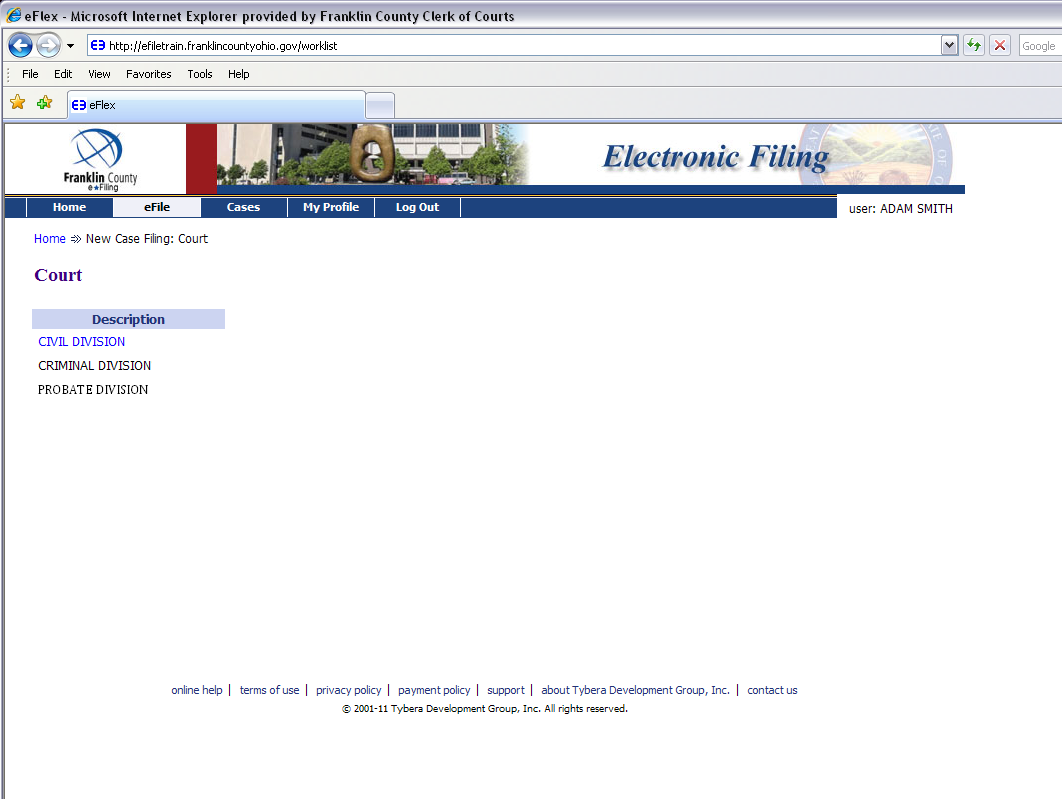 eFlex - Microsoft Internet Explorer provided by Franklin County Clerk of Courts
http://efiletrain.franklincountyohio.gov/worklist
Google
File Edit View Favorites Tools Help
eFlex
Franklin County
e★Filing
Electronic Filing
Home eFile Cases My Profile Log Out
user: ADAM SMITH
Home ⇒ New Case Filing: Court
Court
Description
CIVIL DIVISION
CRIMINAL DIVISION
PROBATE DIVISION
online help | terms of use | privacy policy | payment policy | support | about Tybera Development Group, Inc. | contact us
© 2001-11 Tybera Development Group, Inc. All rights reserved.